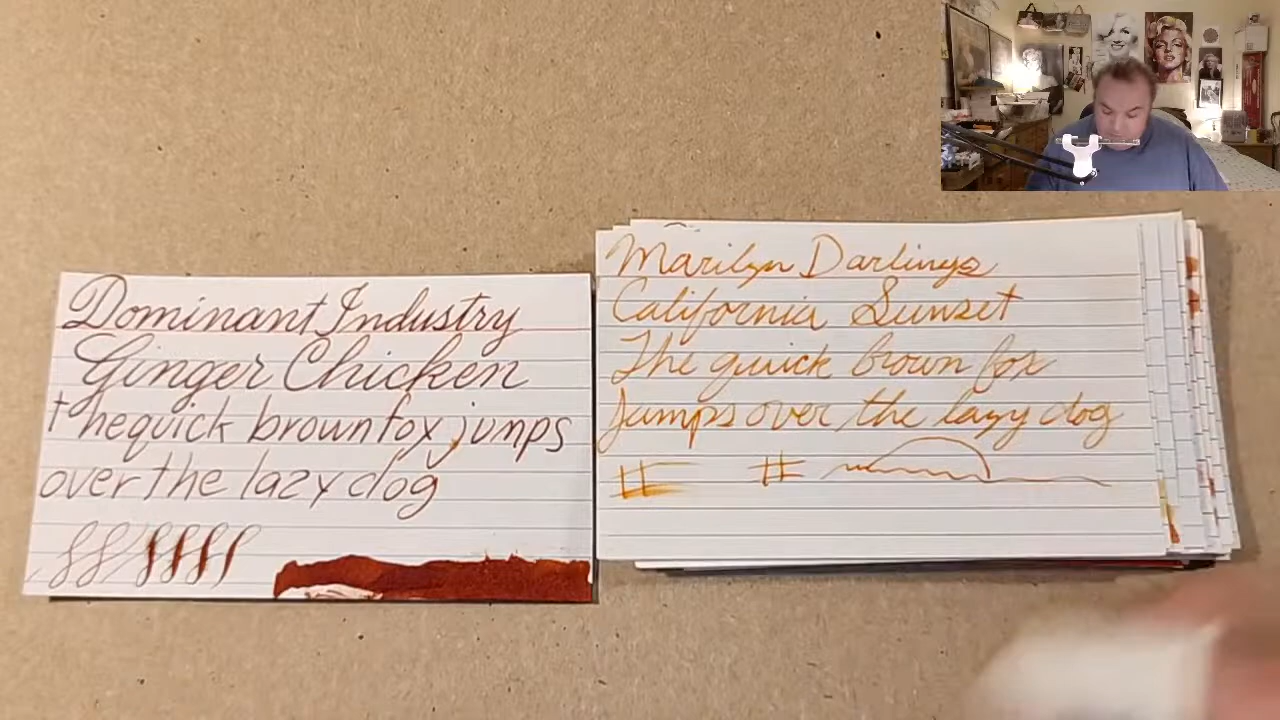 Dominant Industry
Ginger Chicken
the quick brown fox jumps
over the lazy dog
Marilyn Darlings
California Sunset
The quick brown fox
Jumps over the lazy dog
# #